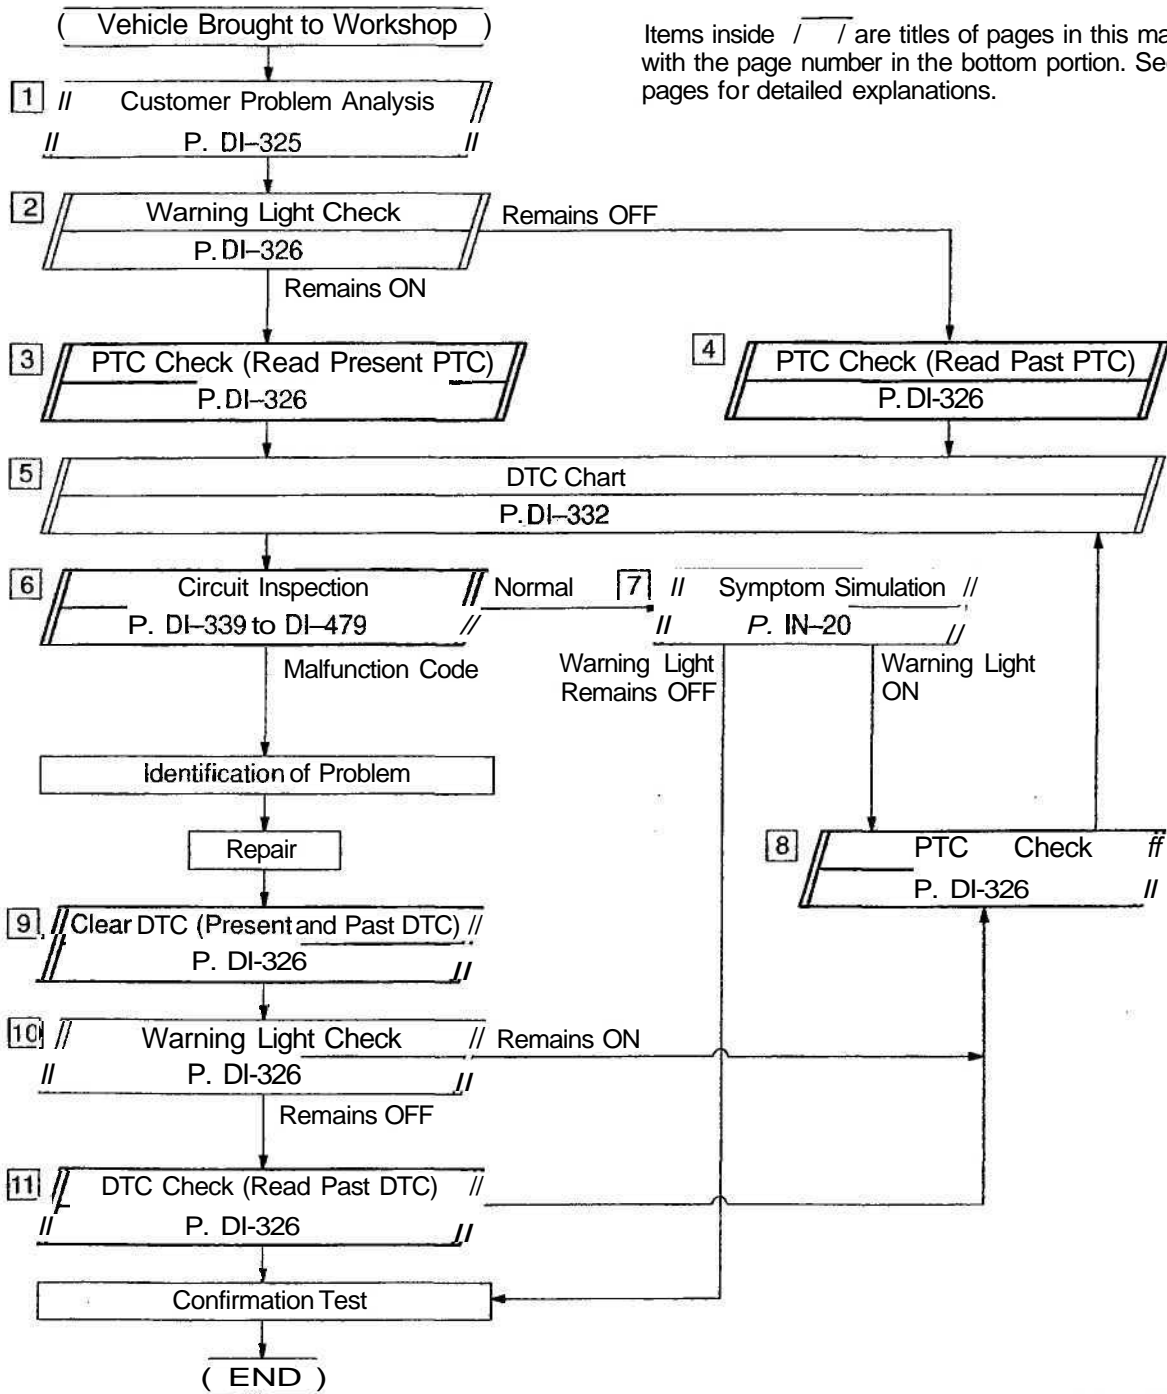 ( Vehicle Brought to Workshop )
Items inside / / are titles of pages in this ma
with the page number in the bottom portion. See
pages for detailed explanations.
1 Customer Problem Analysis
P. DI-325
2 Warning Light Check
P. DI-326
Remains OFF
Remains ON
3 PTC Check (Read Present PTC)
P. DI-326
4 PTC Check (Read Past PTC)
P. DI-326
5 DTC Chart
P. DI-332
6 Circuit Inspection
P. DI-339 to DI-479
Normal
7 Symptom Simulation
P. IN-20
Malfunction Code
Warning Light
Remains OFF
Warning Light
ON
Identification of Problem
Repair
8 PTC Check
P. DI-326
9 Clear DTC (Present and Past DTC)
P. DI-326
10 Warning Light Check
P. DI-326
Remains ON
Remains OFF
11 DTC Check (Read Past DTC)
P. DI-326
Confirmation Test
( END )